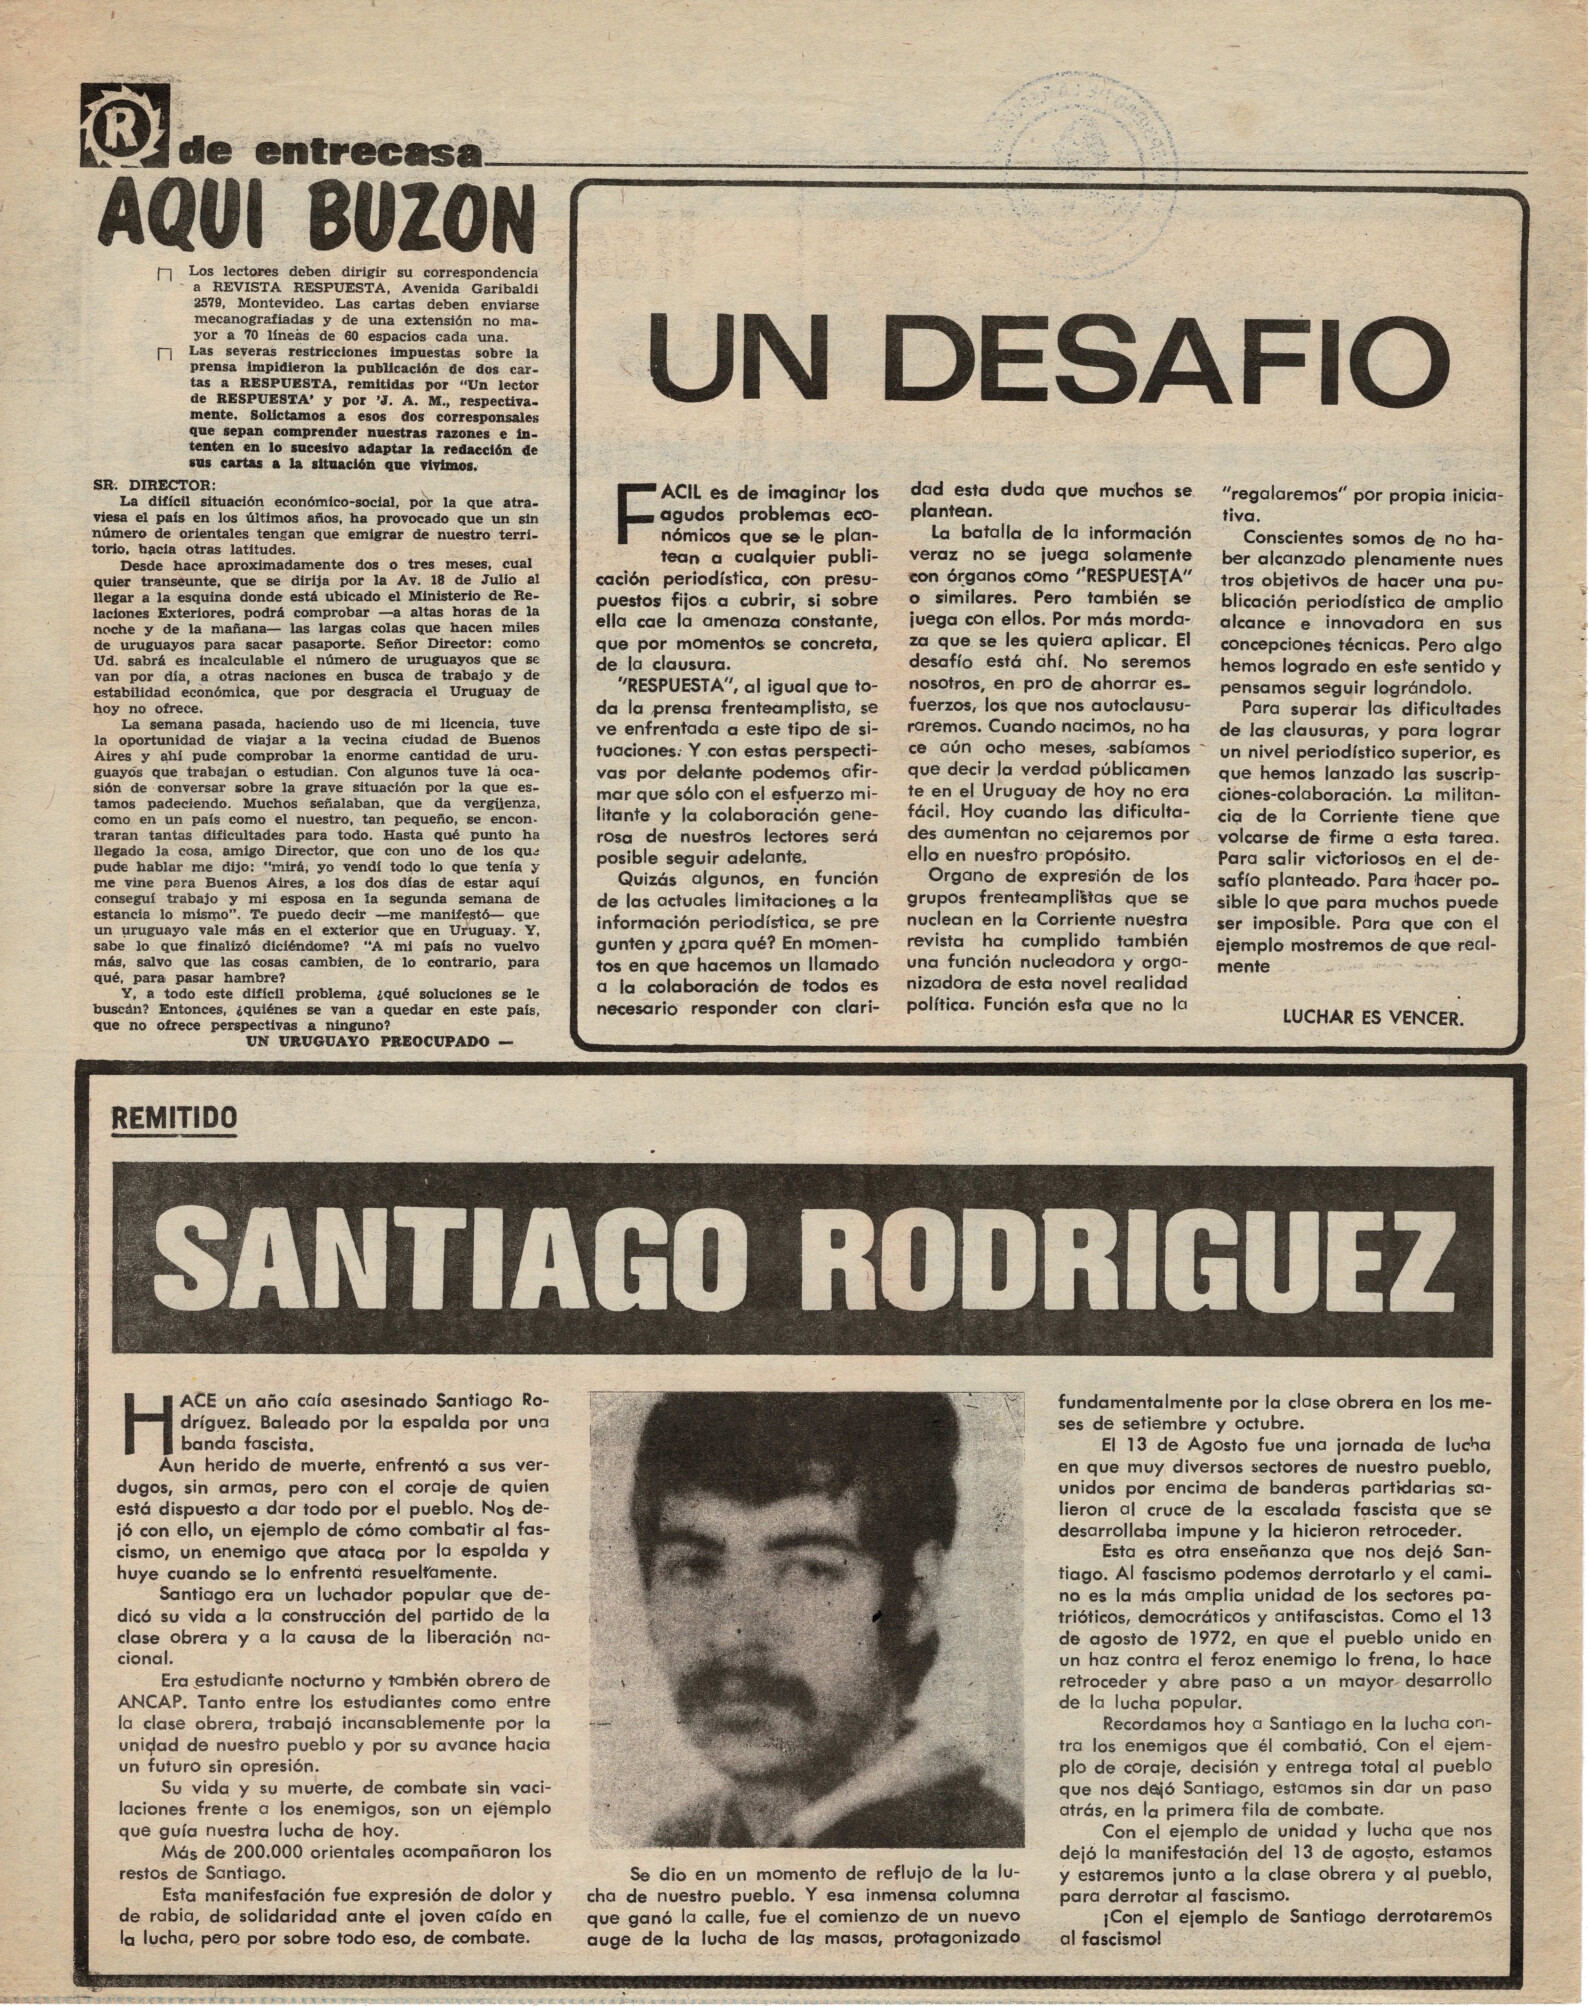 R de entrecasa
AQUI BUZON
Los lectores deben dirigir su correspondencia
a REVISTA RESPUESTA, Avenida Garibaldi
2579, Montevideo. Las cartas deben enviarse
mecanografiadas y de una extensión no ma-
yor a 70 líneas de 60 espacios cada una.
Las severas restricciones impuestas sobre la
prensa impidieron la publicación de dos car-
tas a RESPUESTA, remitidas por "Un lector
de RESPUESTA' y por 'J. A. M., respectiva-
mente. Solictamos a esos dos corresponsales
que sepan comprender nuestras razones e in-
tenten en lo sucesivo adaptar la redacción de
sus cartas a la situación que vivimos.
SR. DIRECTOR:
La difícil situación económico-social, por la que atra-
viesa el país en los últimos años, ha provocado que un sin
número de orientales tengan que emigrar de nuestro terri-
torio, hacia otras latitudes.
Desde hace aproximadamente dos o tres meses, cual
quier transeunte, que se dirija por la Av. 18 de Julio al
llegar a la esquina donde está ubicado el Ministerio de Re-
laciones Exteriores, podrá comprobar —a altas horas de la
noche y de la mañana— las largas colas que hacen miles
de uruguayos para sacar pasaporte. Señor Director: como
Ud. sabrá es incalculable el número de uruguayos que se
van por día, a otras naciones en busca de trabajo y de
estabilidad económica, que por desgracia el Uruguay de
hoy no ofrece.
La semana pasada, haciendo uso de mi licencia, tuve
la oportunidad de viajar a la vecina ciudad de Buenos
Aires y ahí pude comprobar la enorme cantidad de uru-
guayos que trabajan o estudian. Con algunos tuve la oca-
sión de conversar sobre la grave situación por la que es-
tamos padeciendo. Muchos señalaban, que da vergüenza,
como en un país como el nuestro, tan pequeño, se encon-
traran tantas dificultades para todo. Hasta qué punto ha
llegado la cosa, amigo Director, que con uno de los que
pude hablar me dijo: "mirá, yo vendí todo lo que tenía y
me vine para Buenos Aires, a los dos días de estar aquí
conseguí trabajo y mi esposa en la segunda semana de
estancia lo mismo". Te puedo decir —me manifestó— que
un uruguayo vale más en el exterior que en Uruguay. Y,
sabe lo que finalizó diciéndome? "A mi país no vuelvo
más, salvo que las cosas cambien, de lo contrario, para
qué, para pasar hambre?
Y, a todo este difícil problema, ¿qué soluciones se le
buscan? Entonces, ¿quiénes se van a quedar en este país,
que no ofrece perspectivas a ninguno?
UN URUGUAYO PREOCUPADO —
UN DESAFIO
FACIL es de imaginar los
agudos problemas eco-
nómicos que se le plan-
tean a cualquier publi-
cación periodística, con presu-
puestos fijos a cubrir, si sobre
ella cae la amenaza constante,
que por momentos se concreta,
de la clausura.
"RESPUESTA", al igual que to-
da la prensa frenteamplista, se
ve enfrentada a este tipo de si-
tuaciones. Y con estas perspecti-
vas por delante podemos afir-
mar que sólo con el esfuerzo mi-
litante y la colaboración gene-
rosa de nuestros lectores será
posible seguir adelante.
Quizás algunos, en función
de las actuales limitaciones a la
información periodística, se pre
gunten y ¿para qué? En momen-
tos en que hacemos un llamado
a la colaboración de todos es
necesario responder con clari-
dad esta duda que muchos se
plantean.
La batalla de la información
veraz no se juega solamente
con órganos como "RESPUESTA"
o similares. Pero también se
juega con ellos. Por más morda-
za que se les quiera aplicar. El
desafío está ahí. No seremos
nosotros, en pro de ahorrar es-
fuerzos, los que nos autoclausu-
raremos. Cuando nacimos, no ha
ce aún ocho meses, sabíamos
que decir la verdad públicamen
te en el Uruguay de hoy no era
fácil. Hoy cuando las dificulta-
des aumentan no cejaremos por
ello en nuestro propósito.
Organo de expresión de los
grupos frenteamplistas que se
nuclean en la Corriente nuestra
revista ha cumplido también
una función nucleadora y orga-
nizadora de esta novel realidad
política. Función esta que no la
"regalaremos" por propia inicia-
tiva.
Conscientes somos de no ha-
ber alcanzado plenamente nues
tros objetivos de hacer una pu-
blicación periodística de amplio
alcance e innovadora en sus
concepciones técnicas. Pero algo
hemos logrado en este sentido y
pensamos seguir lográndolo.
Para superar las dificultades
de las clausuras, y para lograr
un nivel periodístico superior, es
que hemos lanzado las suscrip-
ciones-colaboración. La militan-
cia de la Corriente tiene que
volcarse de firme a esta tarea.
Para salir victoriosos en el de-
safío planteado. Para hacer po-
sible lo que para muchos puede
ser imposible. Para que con el
ejemplo mostremos de que real-
mente
LUCHAR ES VENCER.
REMITIDO
SANTIAGO RODRIGUEZ
HACE un año caía asesinado Santiago Ro-
dríguez. Baleado por la espalda por una
banda fascista.
Aun herido de muerte, enfrentó a sus ver-
dugos, sin armas, pero con el coraje de quien
está dispuesto a dar todo por el pueblo. Nos de-
jó con ello, un ejemplo de cómo combatir al fas-
cismo, un enemigo que ataca por la espalda y
huye cuando se lo enfrenta resueltamente.
Santiago era un luchador popular que de-
dicó su vida a la construcción del partido de la
clase obrera y a la causa de la liberación na-
cional.
Era estudiante nocturno y también obrero de
ANCAP. Tanto entre los estudiantes como entre
la clase obrera, trabajó incansablemente por la
unidad de nuestro pueblo y por su avance hacia
un futuro sin opresión.
Su vida y su muerte, de combate sin vaci-
laciones frente a los enemigos, son un ejemplo
que guía nuestra lucha de hoy.
Más de 200.000 orientales acompañaron los
restos de Santiago.
Esta manifestación fue expresión de dolor y
de rabia, de solidaridad ante el joven caído en
la lucha, pero por sobre todo eso, de combate.
Se dio en un momento de reflujo de la lu-
cha de nuestro pueblo. Y esa inmensa columna
que ganó la calle, fue el comienzo de un nuevo
auge de la lucha de las masas, protagonizado
fundamentalmente por la clase obrera en los me-
ses de setiembre y octubre.
El 13 de Agosto fue una jornada de lucha
en que muy diversos sectores de nuestro pueblo,
unidos por encima de banderas partidarias sa-
lieron al cruce de la escalada fascista que se
desarrollaba impune y la hicieron retroceder.
Esta es otra enseñanza que nos dejó San-
tiago. Al fascismo podemos derrotarlo y el cami-
no es la más amplia unidad de los sectores pa-
trióticos, democráticos y antifascistas. Como el 13
de agosto de 1972, en que el pueblo unido en
un haz contra el feroz enemigo lo frena, lo hace
retroceder y abre paso a un mayor desarrollo
de la lucha popular.
Recordamos hoy a Santiago en la lucha con-
tra los enemigos que él combatió. Con el ejem-
plo de coraje, decisión y entrega total al pueblo
que nos dejó Santiago, estamos sin dar un paso
atrás, en la primera fila de combate.
Con el ejemplo de unidad y lucha que nos
dejó la manifestación del 13 de agosto, estamos
y estaremos junto a la clase obrera y al pueblo,
para derrotar al fascismo.
¡Con el ejemplo de Santiago derrotaremos
al fascismo!